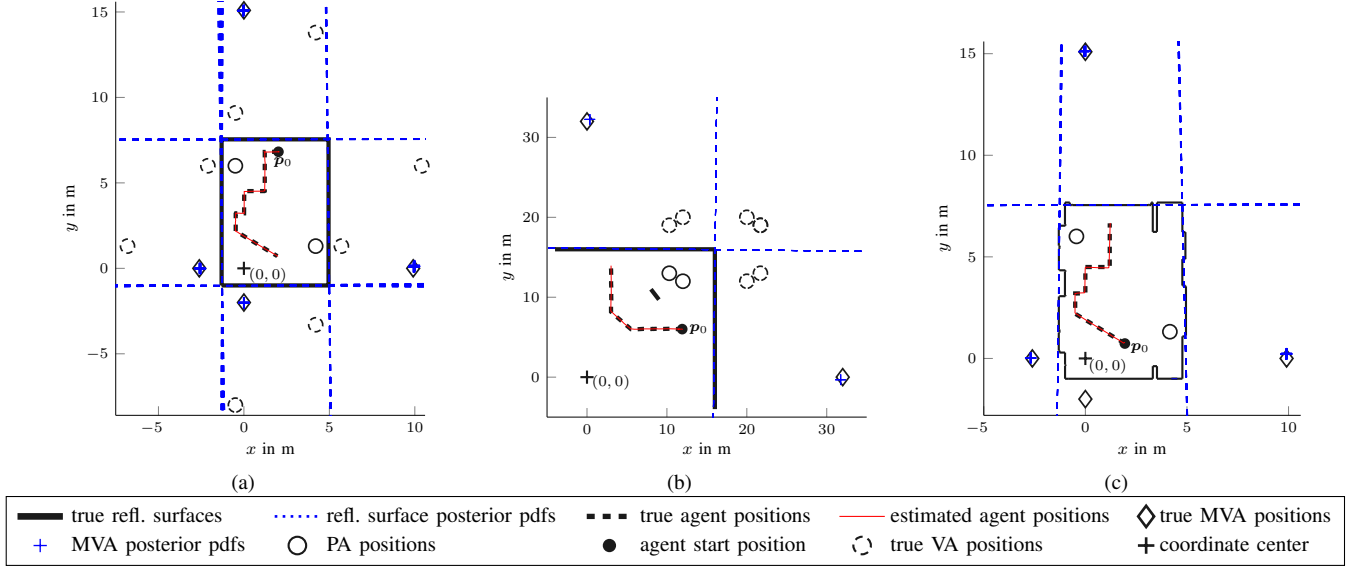 15
10
5
0
−5
y in m
p0
(0, 0)
−5
0
5
10
x in m
(a)
30
20
10
0
y in m
p0
(0, 0)
0
10
20
30
x in m
(b)
15
10
5
0
y in m
p0
(0, 0)
−5
0
5
10
x in m
(c)
true refl. surfaces
refl. surface posterior pdfs
true agent positions
estimated agent positions
true MVA positions
MVA posterior pdfs
PA positions
agent start position
true VA positions
coordinate center